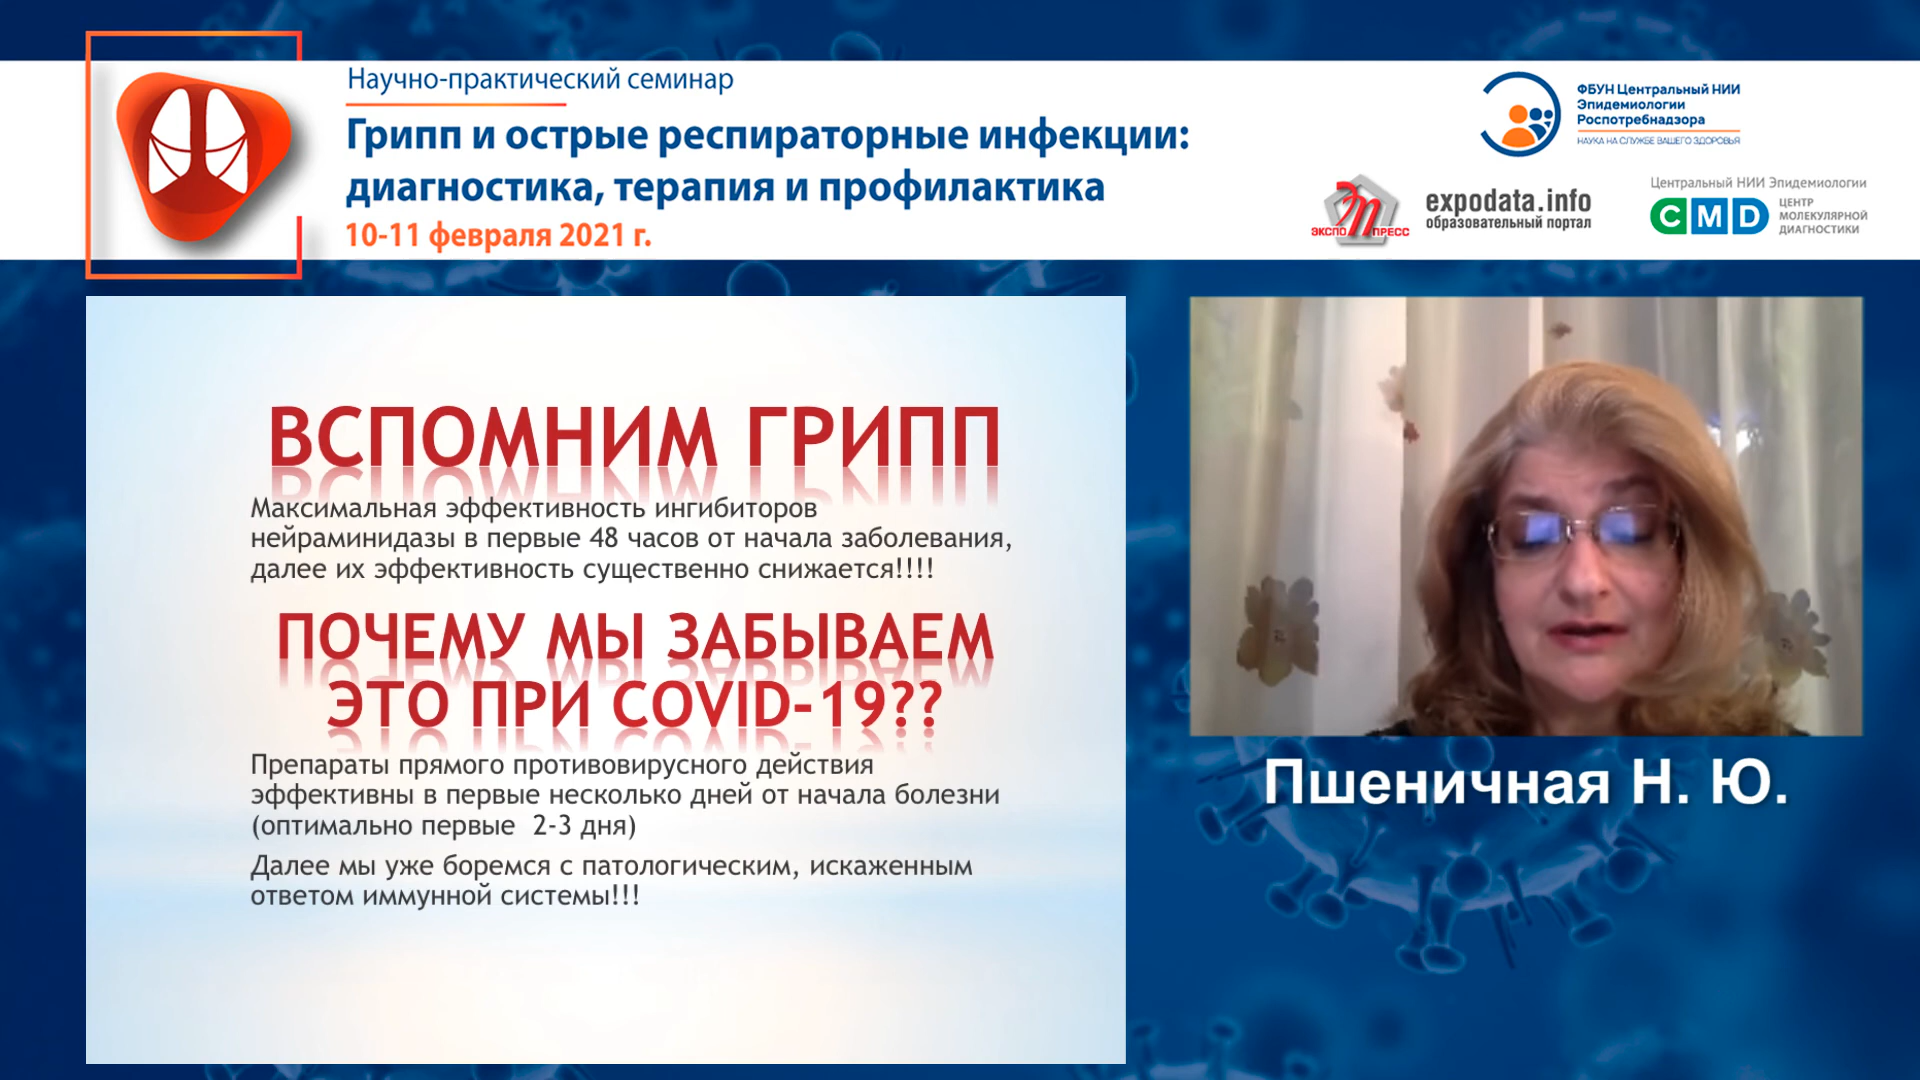 Научно-практический семинар
Грипп и острые респираторные инфекции:
диагностика, терапия и профилактика
10-11 февраля 2021 г.
ФБУН Центральный НИИ
Эпидемиологии
Роспотребнадзора
НАУКА НА СЛУЖБЕ ВАШЕГО ЗДОРОВЬЯ
ЭКСПО ЭП ПРЕСС
expodata.info
образовательный портал
Центральный НИИ Эпидемиологии
CMD
ЦЕНТР
МОЛЕКУЛЯРНОЙ
ДИАГНОСТИКИ
ВСПОМНИМ ГРИПП
Максимальная эффективность ингибиторов
нейраминидазы в первые 48 часов от начала заболевания,
далее их эффективность существенно снижается!!!!
ПОЧЕМУ МЫ ЗАБЫВАЕМ
ЭТО ПРИ COVID-19??
Препараты прямого противовирусного действия
эффективны в первые несколько дней от начала болезни
(оптимально первые 2-3 дня)
Далее мы уже боремся с патологическим, искаженным
ответом иммунной системы!!!
Пшеничная Н. Ю.